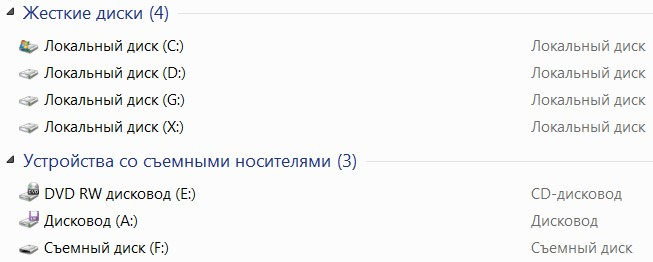 Жесткие диски (4)
Локальный диск (C:) Локальный диск
Локальный диск (D:) Локальный диск
Локальный диск (G:) Локальный диск
Локальный диск (X:) Локальный диск
Устройства со съемными носителями (3)
DVD RW дисковод (E:) CD-дисковод
Дисковод (A:) Дисковод
Съемный диск (F:) Съемный диск